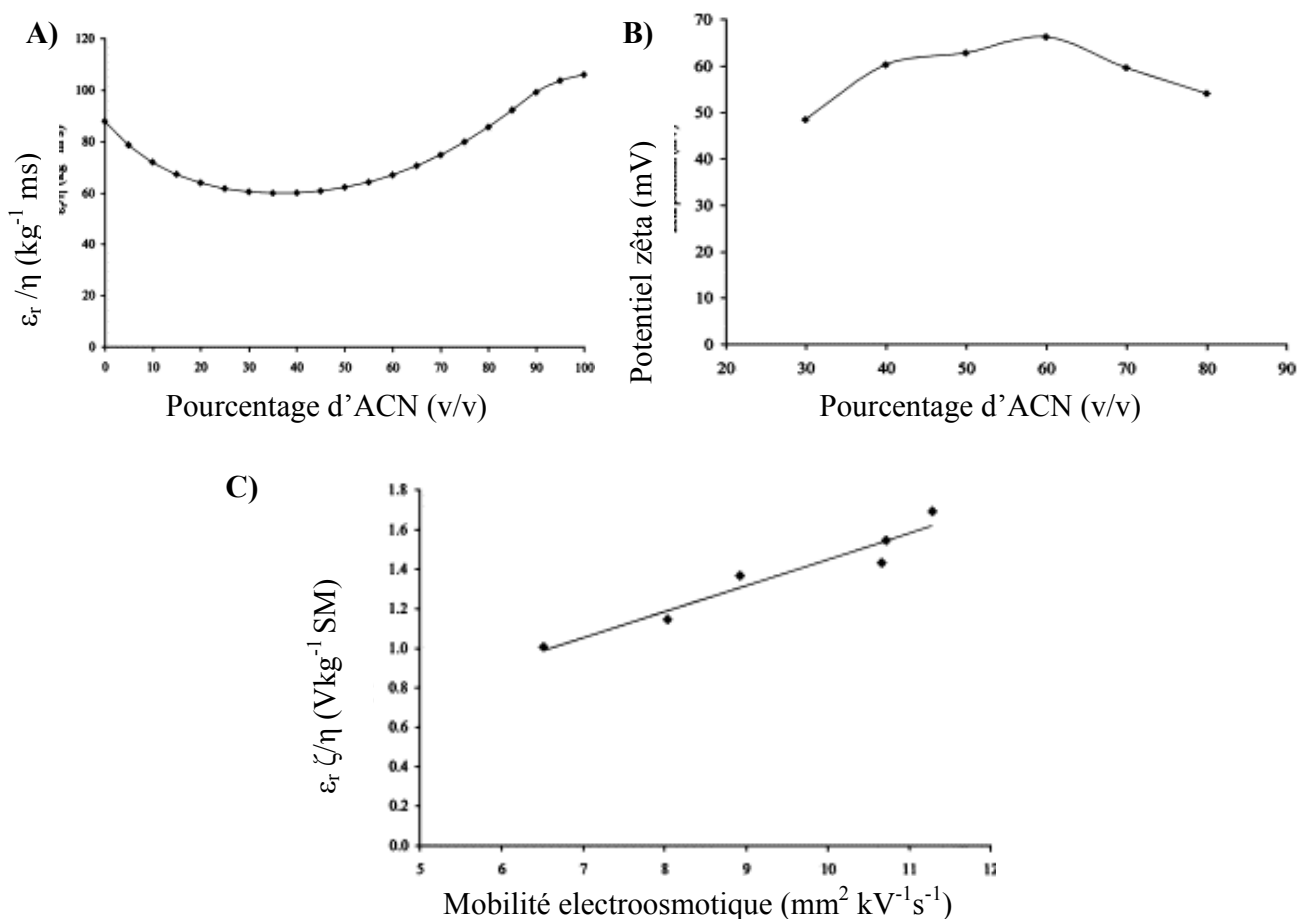 A)
120
100
80
60
40
20
0
εr /η (kg-1 ms)
0 10 20 30 40 50 60 70 80 90 100
Pourcentage d’ACN (v/v)
B)
70
60
50
40
30
20
10
0
Potentiel zêta (mV)
20 30 40 50 60 70 80 90
Pourcentage d’ACN (v/v)
C)
1.8
1.6
1.4
1.2
1.0
0.8
0.6
0.4
0.2
0.0
εr ζ/η (Vkg-1 SM)
5 6 7 8 9 10 11 12
Mobilité electroosmotique (mm2 kV-1s-1)